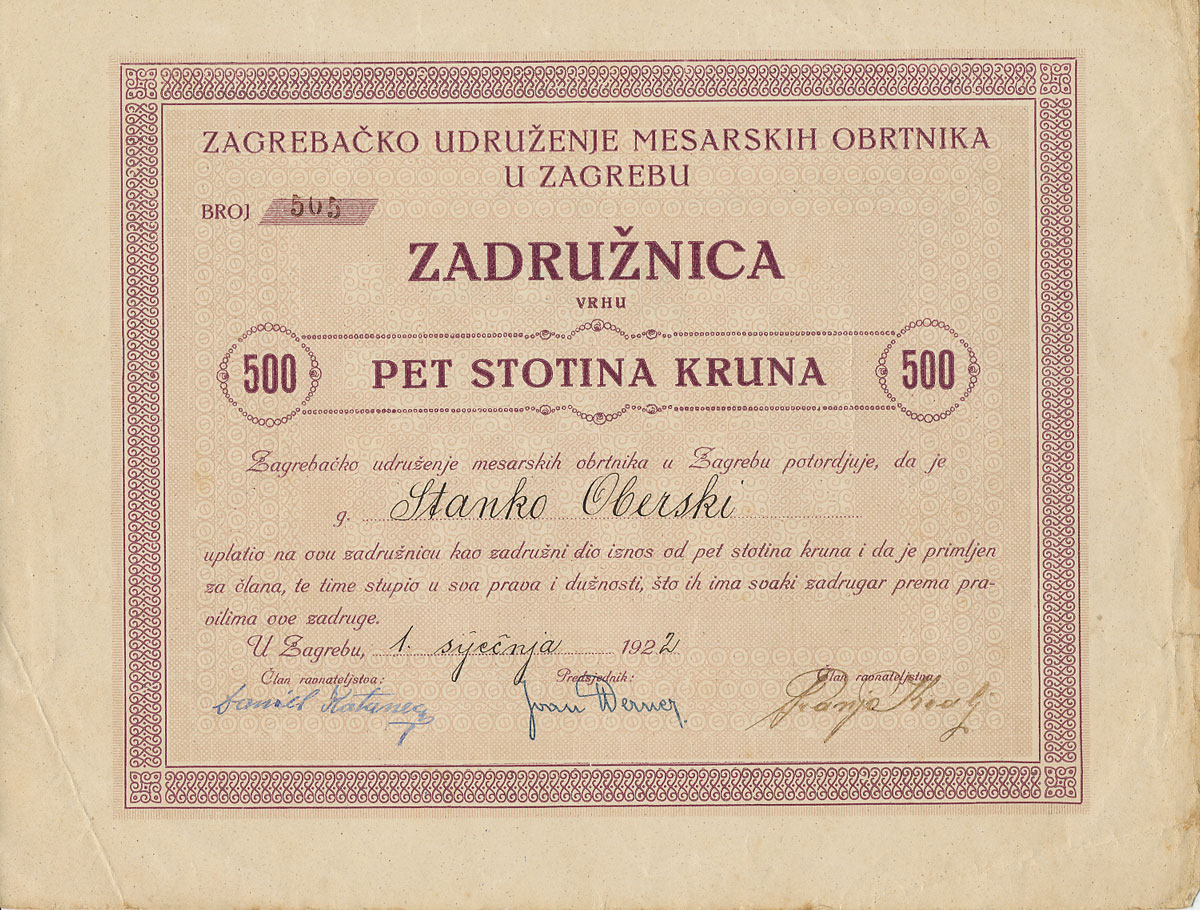 ZAGREBAČKO UDRUŽENJE MESARSKIH OBRTNIKA
U ZAGREBU
BROJ 505
ZADRUŽNICA
VRHU
500 PET STOTINA KRUNA 500
Zagrebačko udruženje mesarskih obrtnika u Zagrebu potvrdjuje, da je
g. Stanko Oberski
uplatio na ovu zadružnicu kao zadružni dio iznos od pet stotina kruna i da je primljen
za člana, te time stupio u sva prava i dužnosti, što ih ima svaki zadrugar prema pra-
vilima ove zadruge.
U Zagrebu, 1. siječnja 1922
Član ravnateljstva: Predsjednik: Član ravnateljstva
Werner